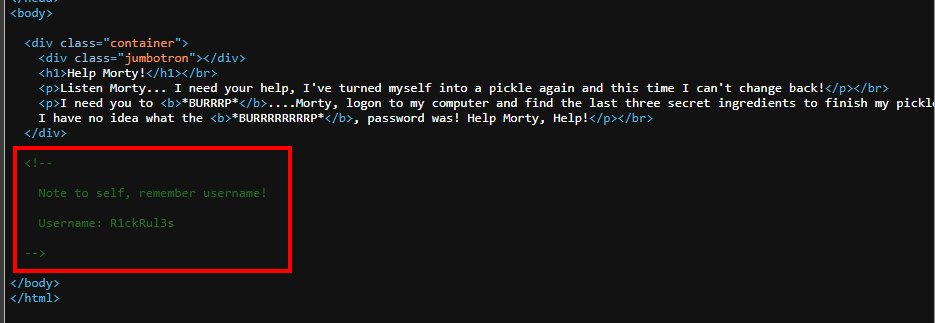 </head>
<body>
<div class="container">
<div class="jumbotron"></div>
<h1>Help Morty!</h1></br>
<p>Listen Morty... I need your help, I've turned myself into a pickle again and this time I can't change back!</p></br>
<p>I need you to <b>*BURRRP*</b>....Morty, logon to my computer and find the last three secret ingredients to finish my pickl
I have no idea what the <b>*BURRRRRRRRP*</b>, password was! Help Morty, Help!</p></br>
</div>
<!--
Note to self, remember username!
Username: R1ckRul3s
-->
</body>
</html>